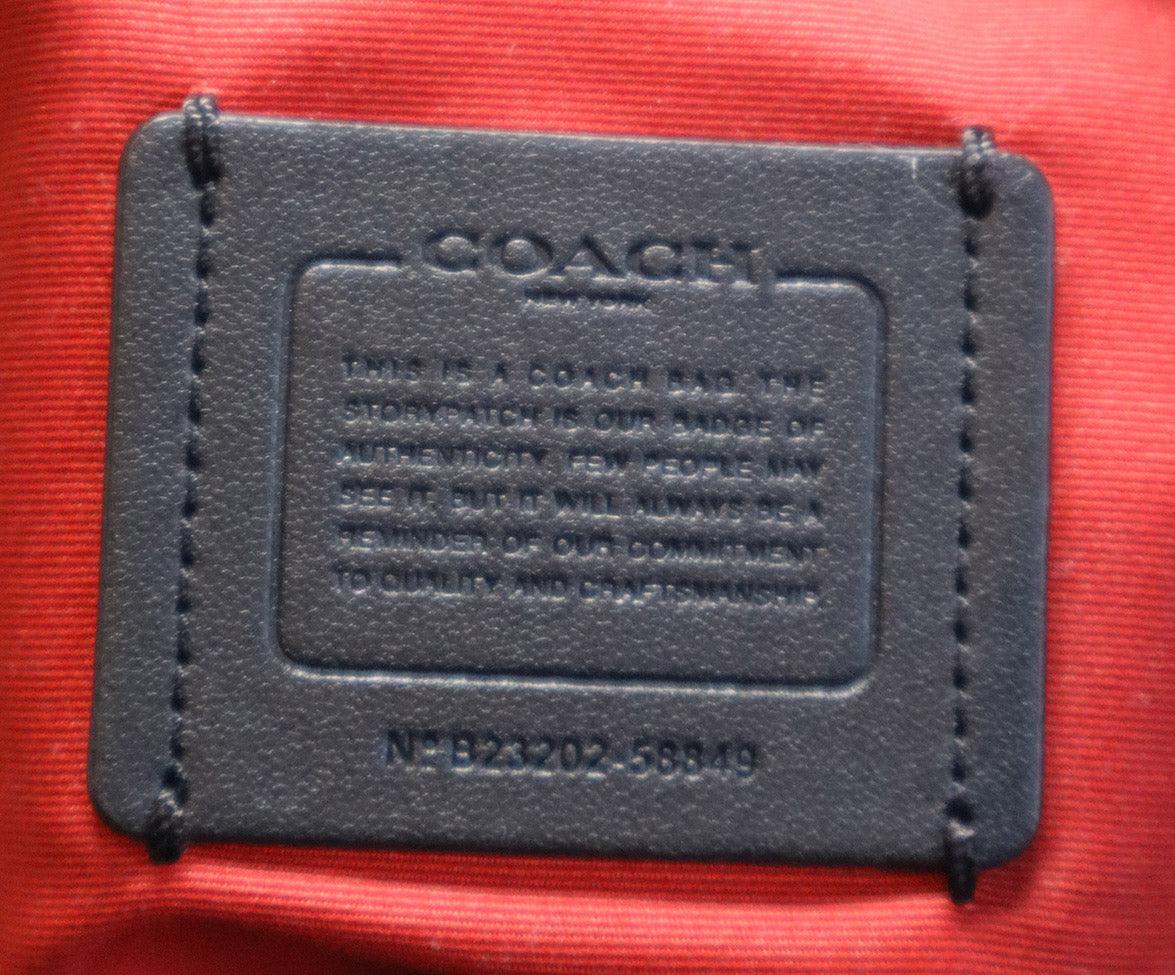 COACH
NEW YORK
THIS IS A COACH BAG. THE
STORYPATCH IS OUR BADGE OF
AUTHENTICITY. FEW PEOPLE MAY
SEE IT, BUT IT WILL ALWAYS BE A
REMINDER OF OUR COMMITMENT
TO QUALITY AND CRAFTSMANSHIP.
Nº B23202-58849